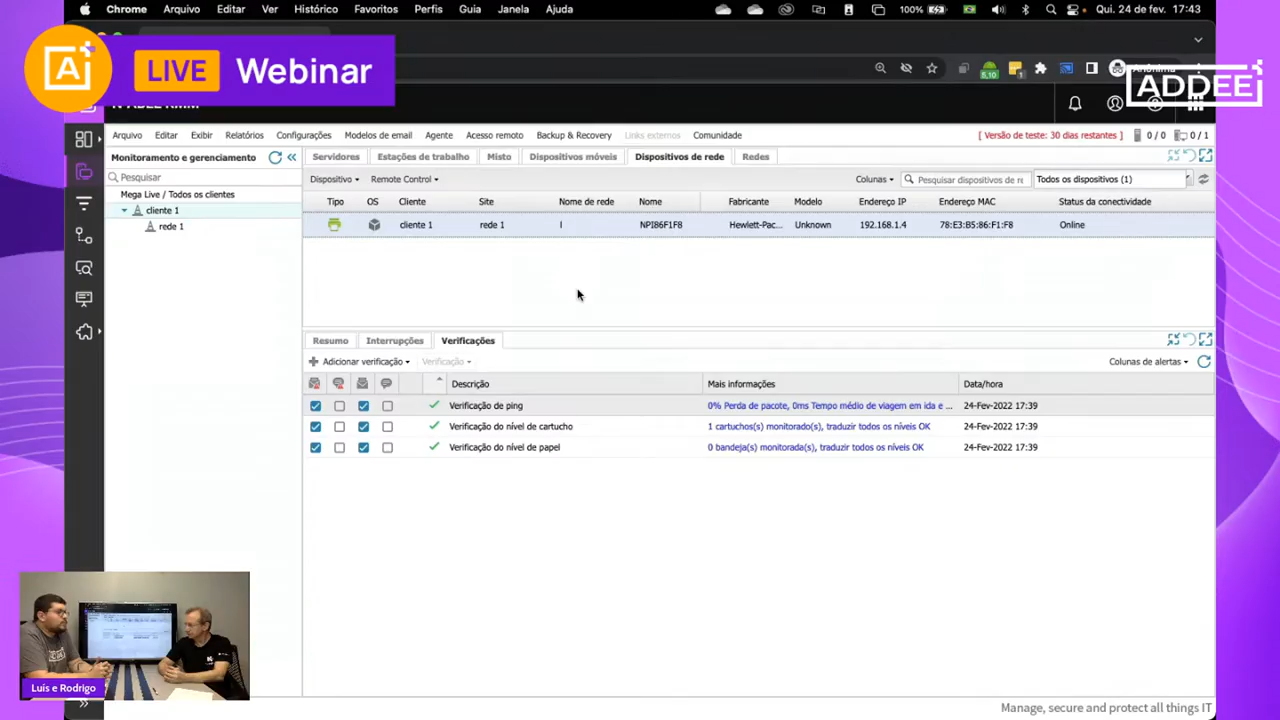 Chrome Arquivo Editar Ver Histórico Favoritos Perfis Guia Janela Ajuda 100% Qui. 24 de fev. 17:43
Ai LIVE Webinar
ADDEE
5,10
1
Arquivo Editar Exibir Relatórios Configurações Modelos de email Agente Acesso remoto Backup & Recovery Links externos Comunidade [ Versão de teste: 30 dias restantes ] 0 / 0 0 / 1
Monitoramento e gerenciamento
Servidores Estações de trabalho Misto Dispositivos móveis Dispositivos de rede Redes
Pesquisar
Dispositivo Remote Control Colunas Pesquisar dispositivos de re Todos os dispositivos (1)
Mega Live / Todos os clientes
cliente 1
rede 1
Tipo OS Cliente Site Nome de rede Nome Fabricante Modelo Endereço IP Endereço MAC Status da conectividade
cliente 1 rede 1 I NPI86F1F8 Hewlett-Pac... Unknown 192.168.1.4 78:E3:B5:86:F1:F8 Online
Resumo Interrupções Verificações
Adicionar verificação Verificação Colunas de alertas
Descrição Mais informações Data/hora
Verificação de ping 0% Perda de pacote, 0ms Tempo médio de viagem em ida e ... 24-Fev-2022 17:39
Verificação do nível de cartucho 1 cartuchos(s) monitorado(s), traduzir todos os níveis OK 24-Fev-2022 17:39
Verificação do nível de papel 0 bandeja(s) monitorada(s), traduzir todos os níveis OK 24-Fev-2022 17:39
Luís e Rodrigo
Manage, secure and protect all things IT